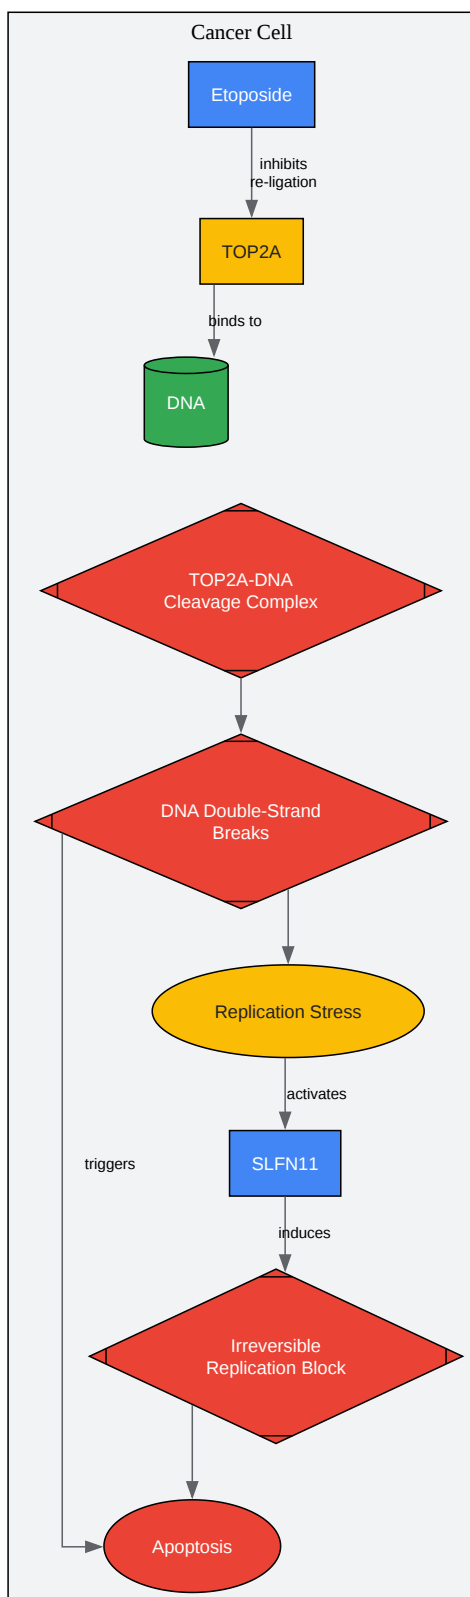 Cancer Cell
Etoposide
inhibits
re-ligation
TOP2A
binds to
DNA
TOP2A-DNA
Cleavage Complex
DNA Double-Strand
Breaks
Replication Stress
activates
SLFN11
triggers
induces
Irreversible
Replication Block
Apoptosis